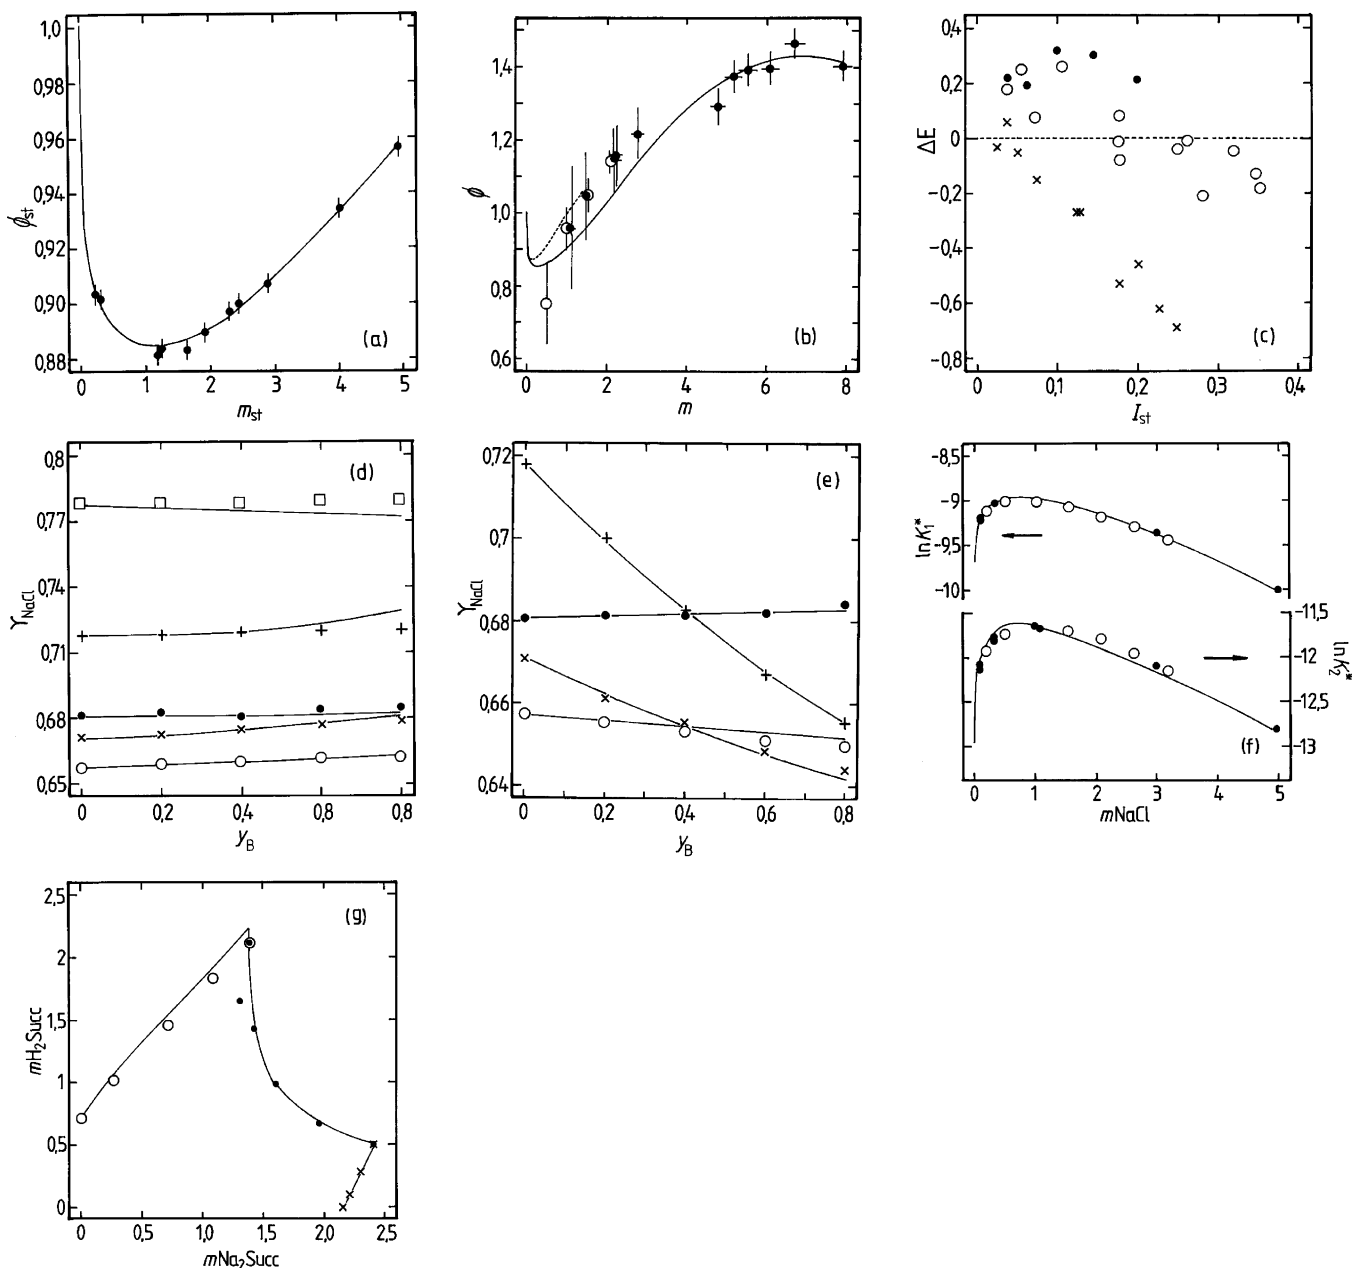 1,0
0,98
0,96
0,94
0,92
0,90
0,88
ϕst
0 1 2 3 4 5
mst
(a)
1,4
1,2
1,0
0,8
0,6
ϕ
0 2 4 6 8
m
(b)
0,4
0,2
0
-0,2
-0,4
-0,6
-0,8
ΔE
0 0,1 0,2 0,3 0,4
Ist
(c)
0,8
0,77
0,74
0,71
0,68
0,65
γNaCl
0 0,2 0,4 0,8 0,8
yB
(d)
0,72
0,7
0,68
0,66
0,64
γNaCl
0 0,2 0,4 0,6 0,8
yB
(e)
-8,5
-9
-9,5
-10
lnK1*
-11,5
-12
-12,5
-13
lnK2*
0 1 2 3 4 5
mNaCl
(f)
2,5
2
1,5
1
0,5
0
mH2Succ
0 0,5 1,0 1,5 2,0 2,5
mNa2Succ
(g)